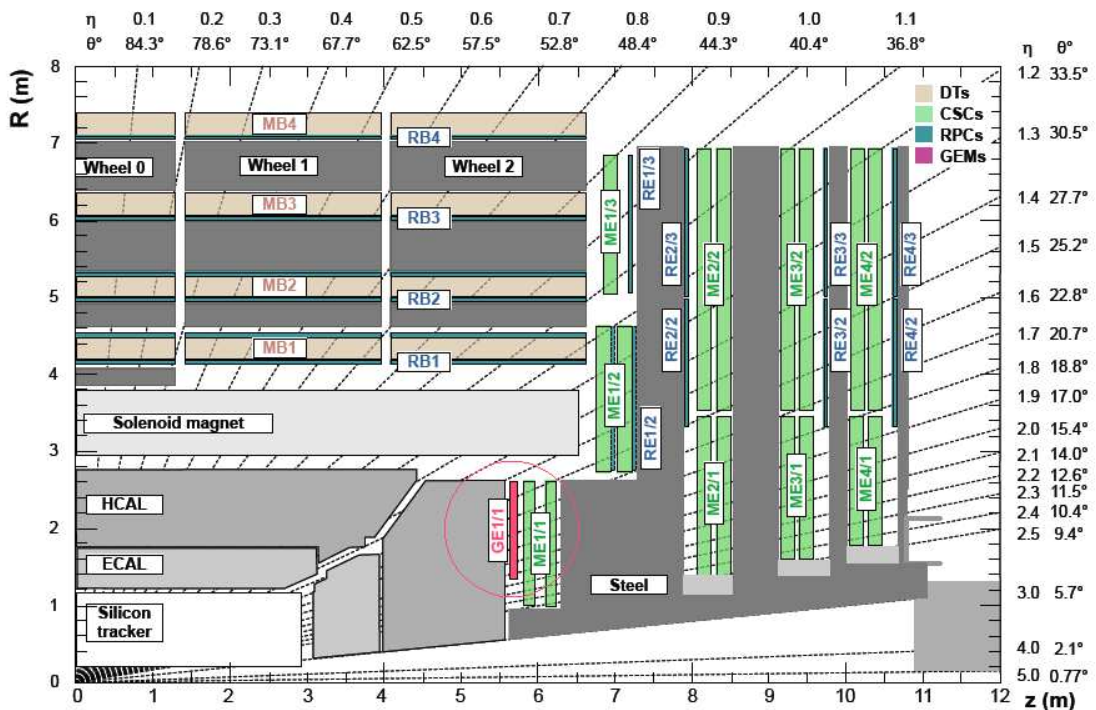 η 0.1 0.2 0.3 0.4 0.5 0.6 0.7 0.8 0.9 1.0 1.1
θ° 84.3° 78.6° 73.1° 67.7° 62.5° 57.5° 52.8° 48.4° 44.3° 40.4° 36.8°
η θ°
R (m)
8
7
6
5
4
3
2
1
0
1.2 33.5°
1.3 30.5°
1.4 27.7°
1.5 25.2°
1.6 22.8°
1.7 20.7°
1.8 18.8°
1.9 17.0°
2.0 15.4°
2.1 14.0°
2.2 12.6°
2.3 11.5°
2.4 10.4°
2.5 9.4°
3.0 5.7°
4.0 2.1°
5.0 0.77°
DTs
CSCs
RPCs
GEMs
MB4
RB4
Wheel 0
Wheel 1
Wheel 2
MB3
RB3
MB2
RB2
MB1
RB1
Solenoid magnet
HCAL
ECAL
Silicon
tracker
Steel
ME1/3
RE1/3
ME1/2
RE1/2
GE1/1
ME1/1
RE2/3
RE2/2
ME2/2
ME2/1
ME3/2
ME3/1
RE3/3
RE3/2
ME4/2
ME4/1
RE4/3
RE4/2
0 1 2 3 4 5 6 7 8 9 10 11 12
z (m)